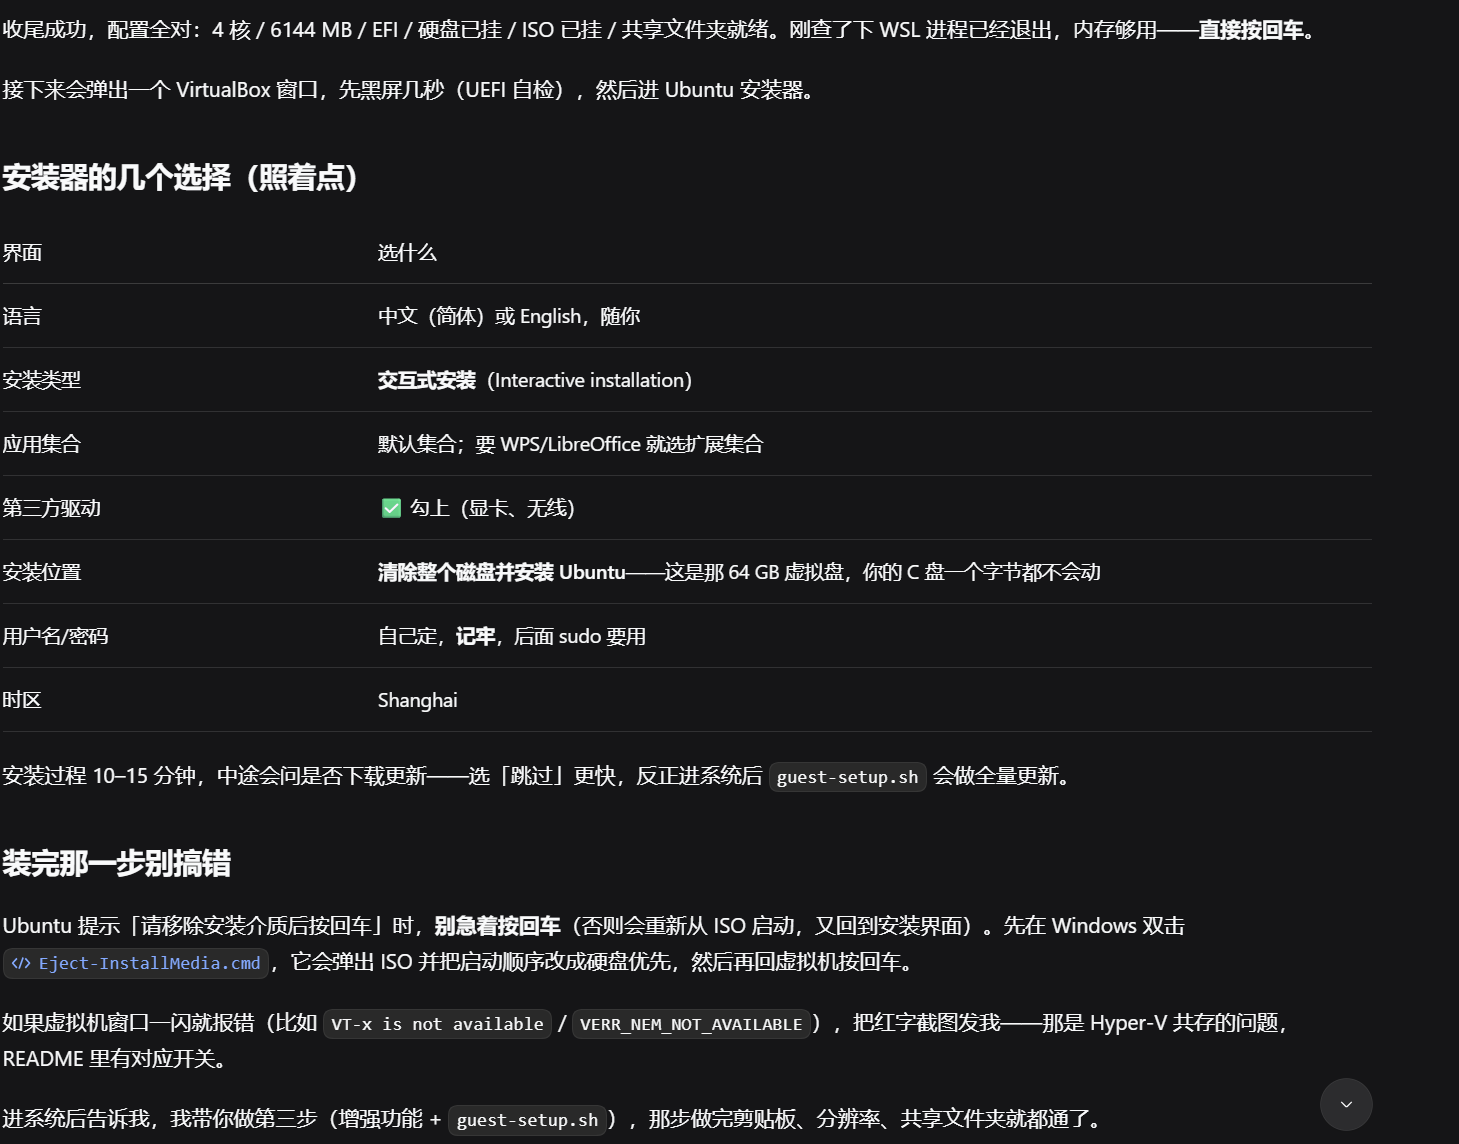 收尾成功，配置全对：4 核 / 6144 MB / EFI / 硬盘已挂 / ISO 已挂 / 共享文件夹就绪。刚查了下 WSL 进程已经退出，内存够用——直接按回车。
接下来会弹出一个 VirtualBox 窗口，先黑屏几秒（UEFI 自检），然后进 Ubuntu 安装器。
安装器的几个选择（照着点）
界面 选什么
语言 中文（简体）或 English，随你
安装类型 交互式安装（Interactive installation）
应用集合 默认集合；要 WPS/LibreOffice 就选扩展集合
第三方驱动 ✅ 勾上（显卡、无线）
安装位置 清除整个磁盘并安装 Ubuntu——这是那 64 GB 虚拟盘，你的 C 盘一个字节都不会动
用户名/密码 自己定，记牢，后面 sudo 要用
时区 Shanghai
安装过程 10–15 分钟，中途会问是否下载更新——选「跳过」更快，反正进系统后 guest-setup.sh 会做全量更新。
装完那一步别搞错
Ubuntu 提示「请移除安装介质后按回车」时，别急着按回车（否则会重新从 ISO 启动，又回到安装界面）。先在 Windows 双击
</> Eject-InstallMedia.cmd，它会弹出 ISO 并把启动顺序改成硬盘优先，然后再回虚拟机按回车。
如果虚拟机窗口一闪就报错（比如 VT-x is not available / VERR_NEM_NOT_AVAILABLE），把红字截图发我——那是 Hyper-V 共存的问题，
README 里有对应开关。
进系统后告诉我，我带你做第三步（增强功能 + guest-setup.sh），那步做完剪贴板、分辨率、共享文件夹就都通了。